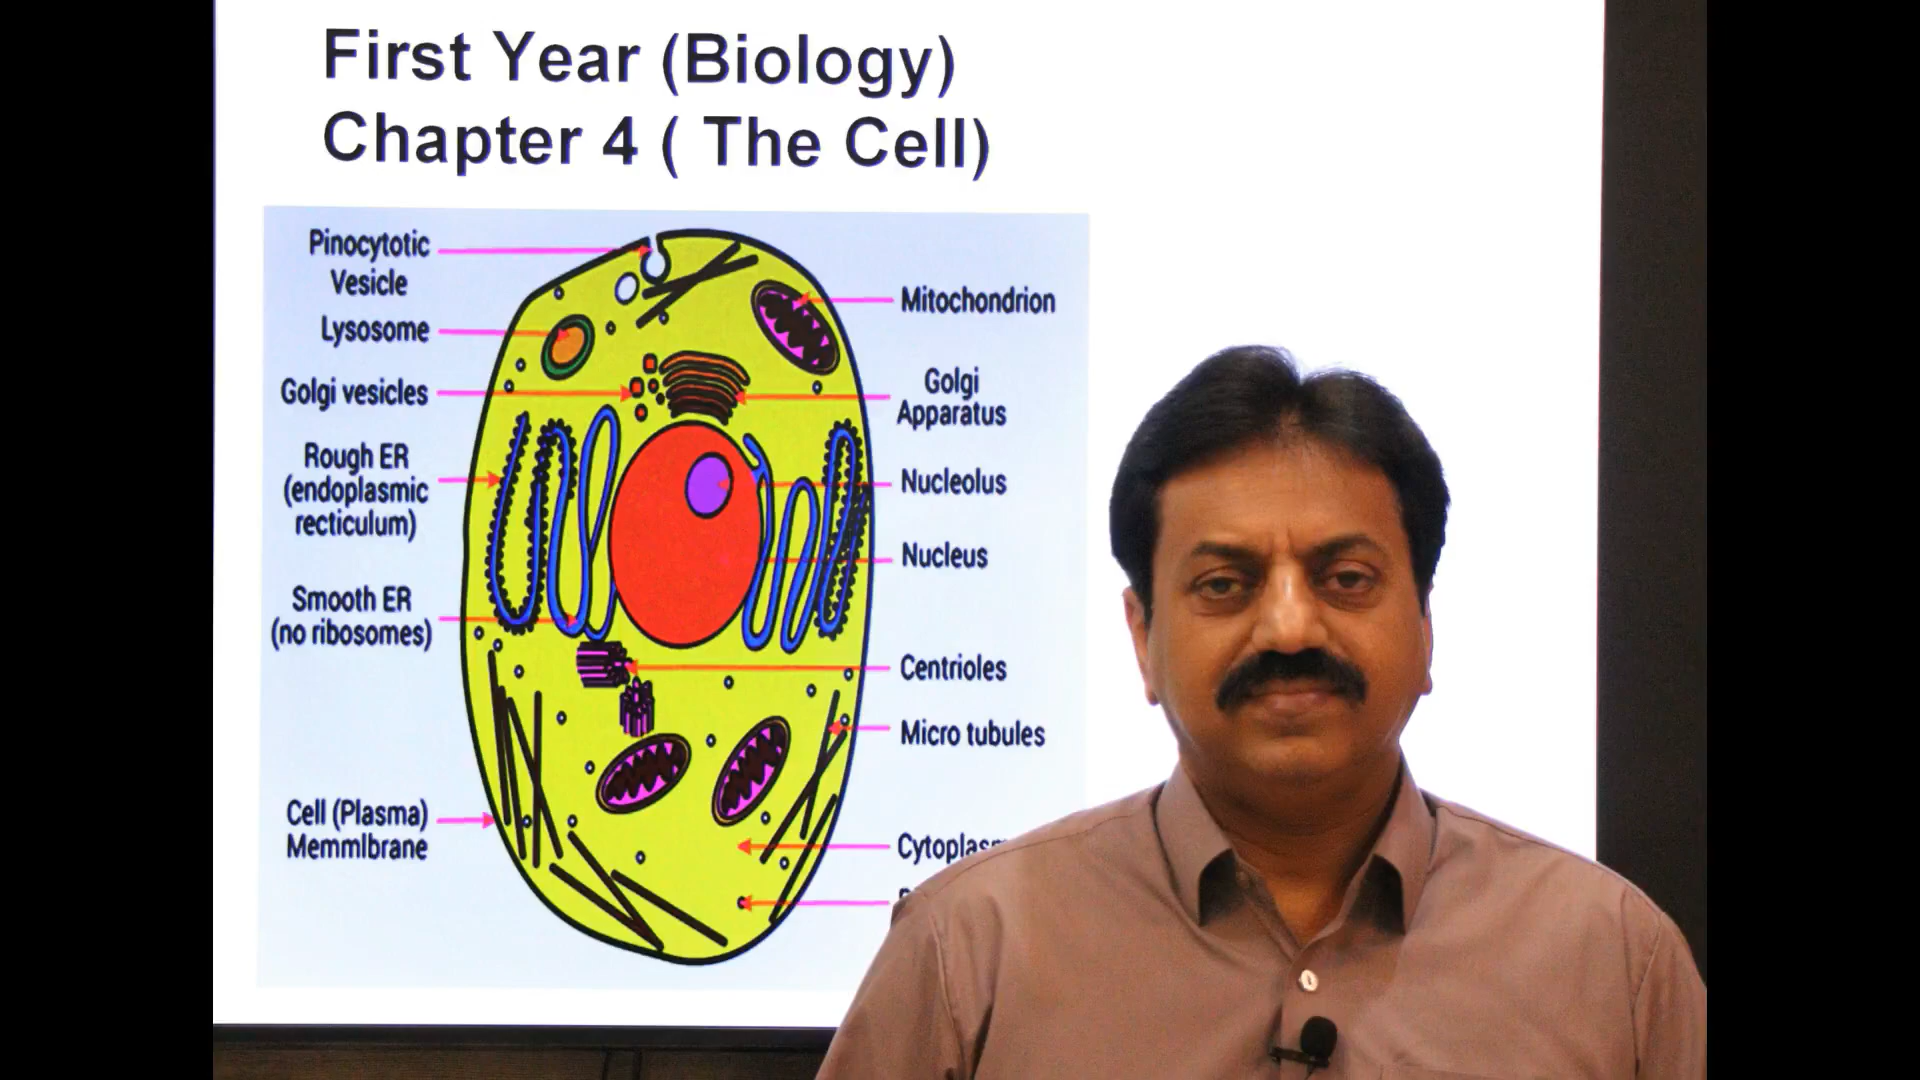 First Year (Biology)
Chapter 4 ( The Cell)
Pinocytotic
Vesicle
Lysosome
Golgi vesicles
Rough ER
(endoplasmic
recticulum)
Smooth ER
(no ribosomes)
Cell (Plasma)
Memmlbrane
Mitochondrion
Golgi
Apparatus
Nucleolus
Nucleus
Centrioles
Micro tubules